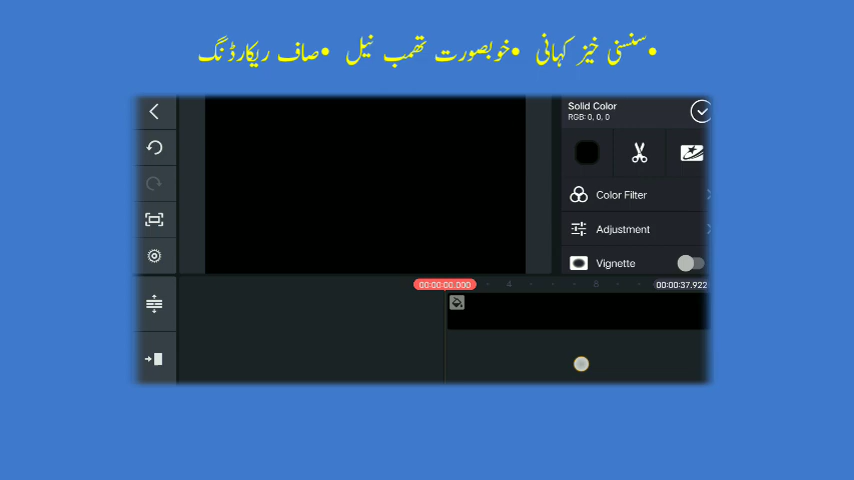 •سنسنی خیز کہانی •خوبصورت تھمب نیل •صاف ریکارڈنگ
Solid Color
RGB: 0, 0, 0
Color Filter
Adjustment
Vignette
00:00:00.000 4 8 00:00:37.922